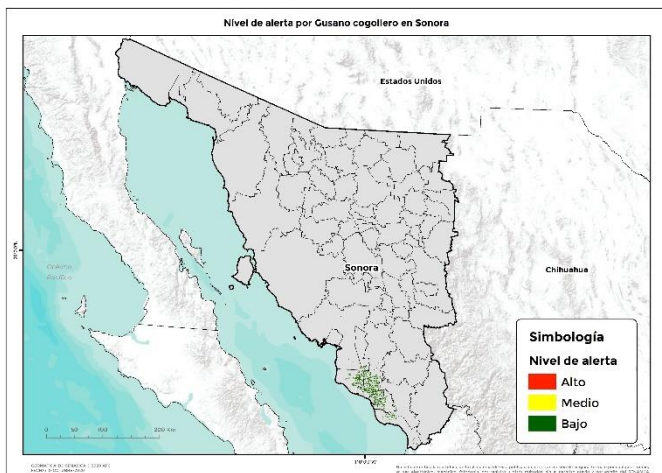 Nivel de alerta por Gusano cogollero en Sonora
Estados Unidos
Océano
Pacífico
Sonora
Chihuahua
Simbología
Nivel de alerta
Alto
Medio
Bajo
0 50 100 200 Km